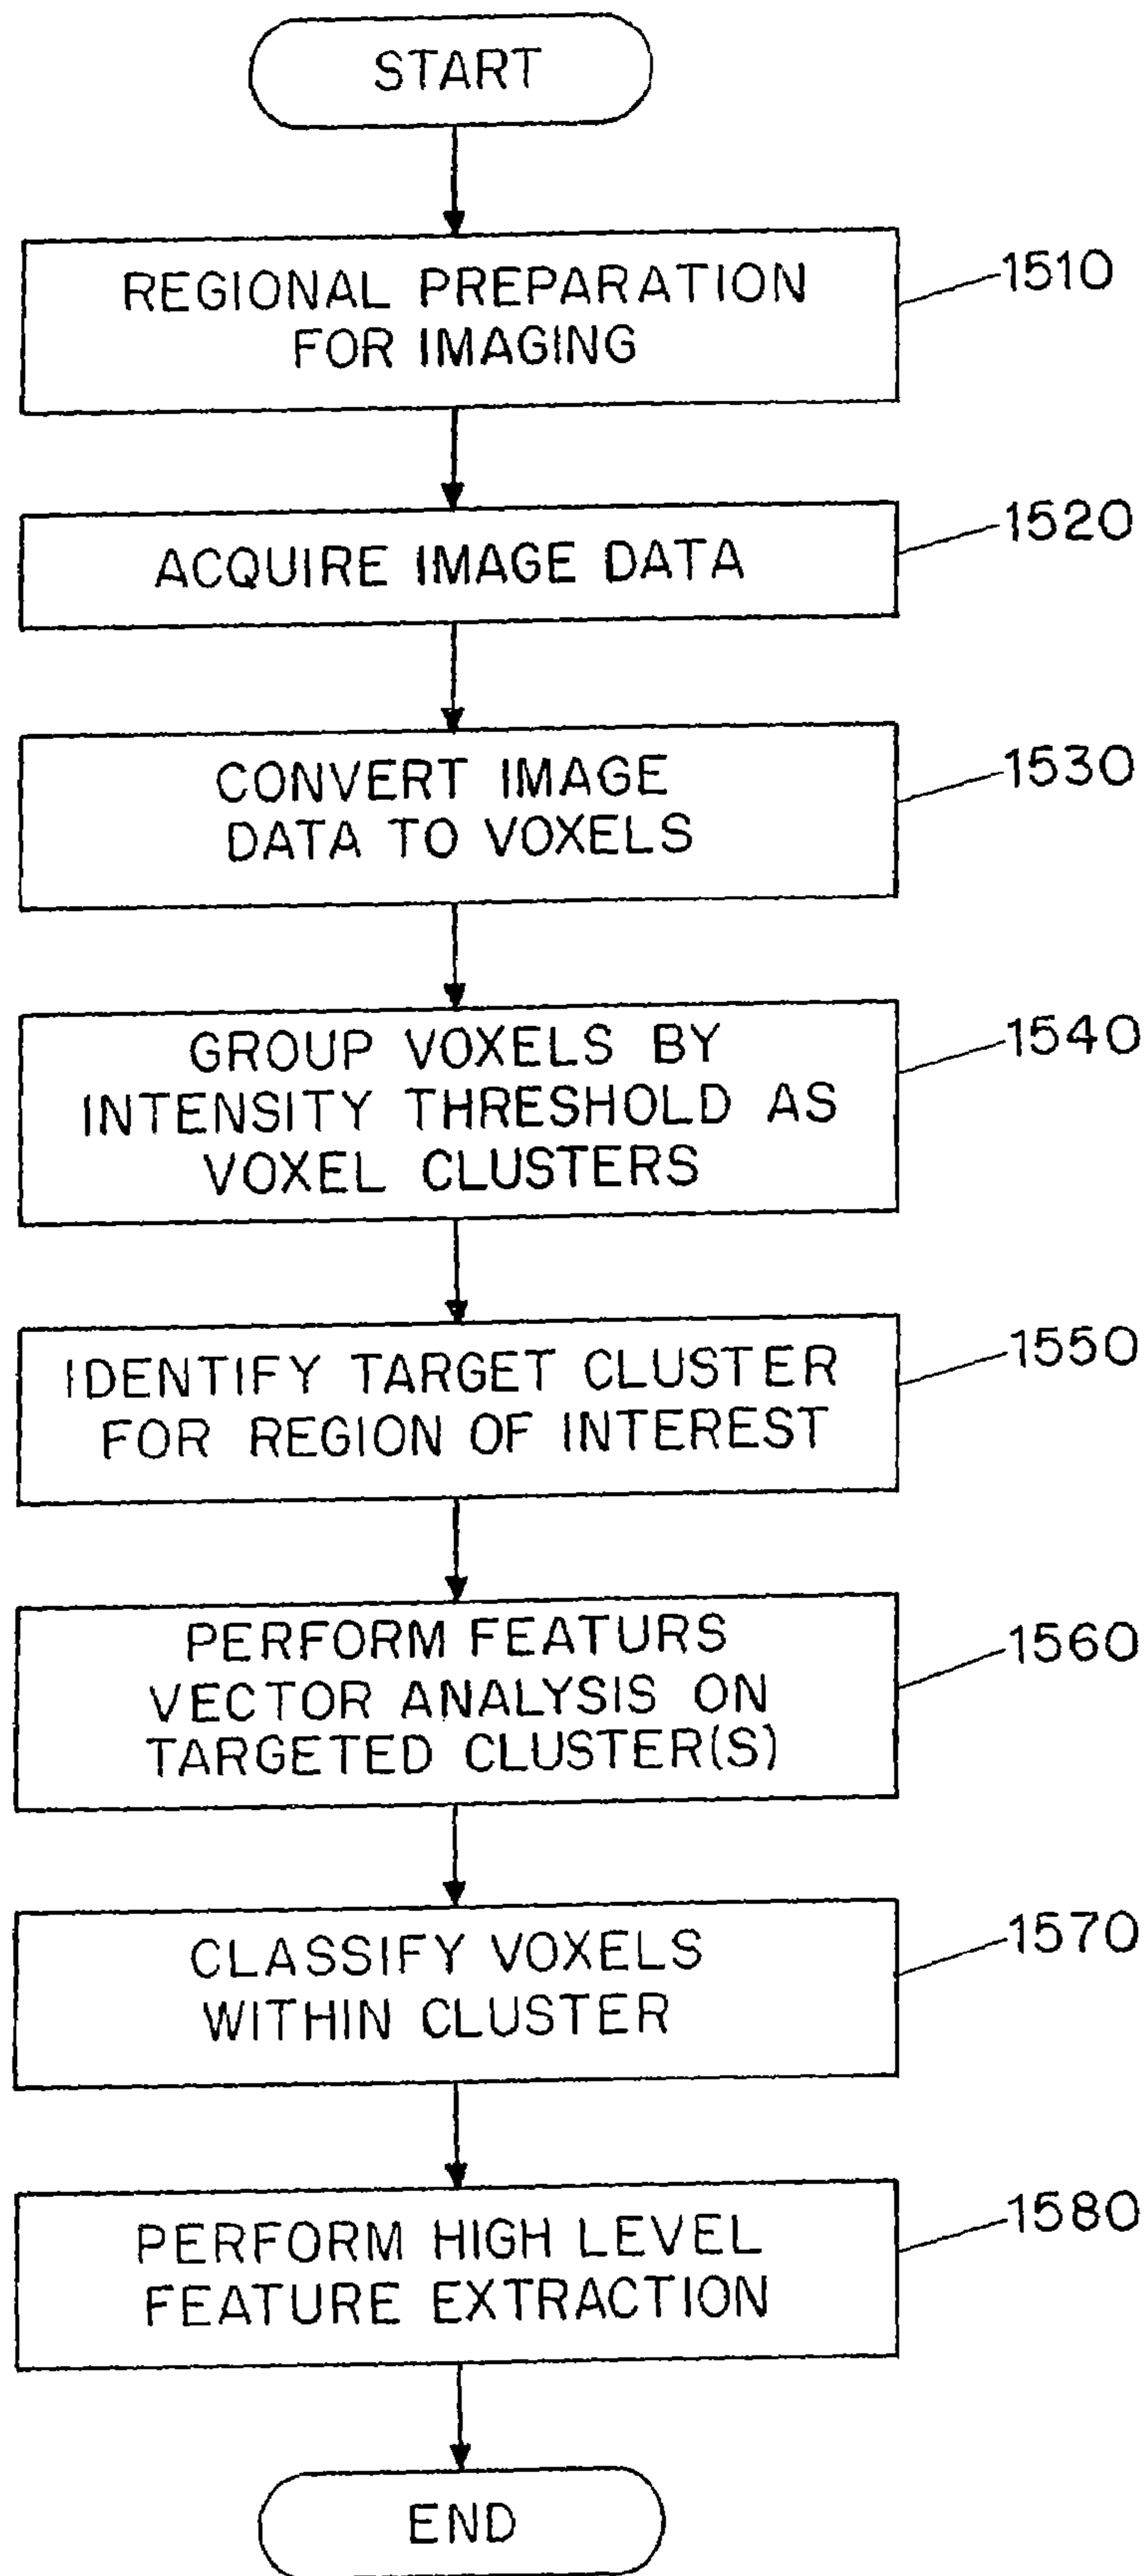 START
REGIONAL PREPARATION
FOR IMAGING
1510
ACQUIRE IMAGE DATA
1520
CONVERT IMAGE
DATA TO VOXELS
1530
GROUP VOXELS BY
INTENSITY THRESHOLD AS
VOXEL CLUSTERS
1540
IDENTIFY TARGET CLUSTER
FOR REGION OF INTEREST
1550
PERFORM FEATURS
VECTOR ANALYSIS ON
TARGETED CLUSTER(S)
1560
CLASSIFY VOXELS
WITHIN CLUSTER
1570
PERFORM HIGH LEVEL
FEATURE EXTRACTION
1580
END